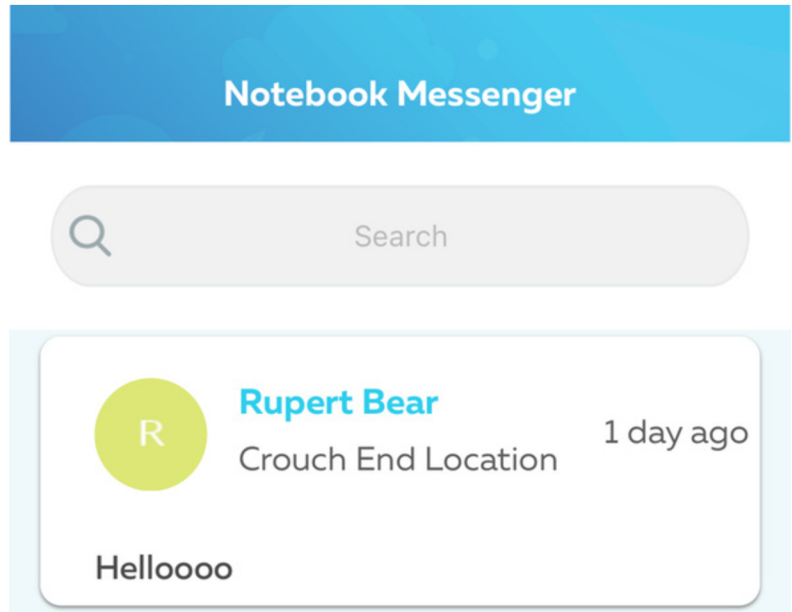 Notebook Messenger
Search
R
Rupert Bear
1 day ago
Crouch End Location
Helloooo